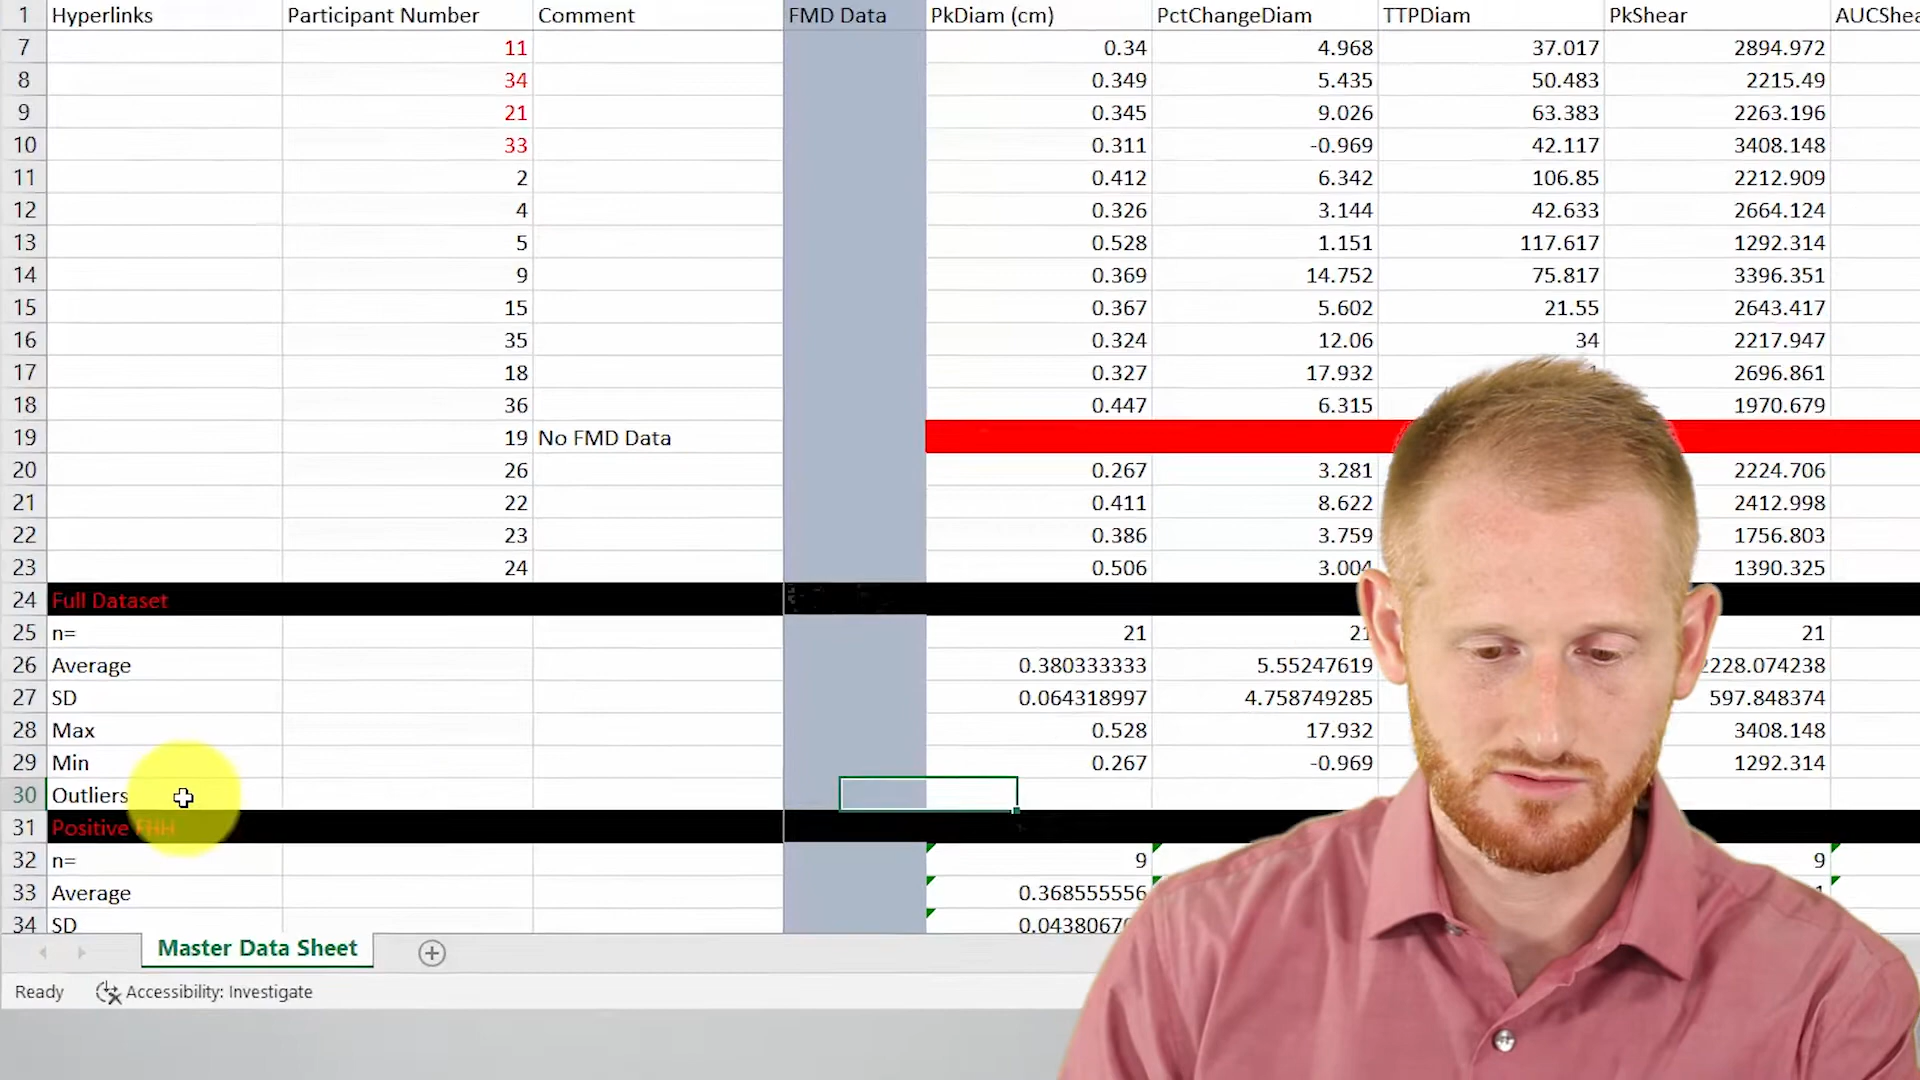 1 Hyperlinks Participant Number Comment FMD Data PkDiam (cm) PctChangeDiam TTPDiam PkShear AUCShea
7 11 0.34 4.968 37.017 2894.972
8 34 0.349 5.435 50.483 2215.49
9 21 0.345 9.026 63.383 2263.196
10 33 0.311 -0.969 42.117 3408.148
11 2 0.412 6.342 106.85 2212.909
12 4 0.326 3.144 42.633 2664.124
13 5 0.528 1.151 117.617 1292.314
14 9 0.369 14.752 75.817 3396.351
15 15 0.367 5.602 21.55 2643.417
16 35 0.324 12.06 34 2217.947
17 18 0.327 17.932 2696.861
18 36 0.447 6.315 1970.679
19 19 No FMD Data
20 26 0.267 3.281 2224.706
21 22 0.411 8.622 2412.998
22 23 0.386 3.759 1756.803
23 24 0.506 3.004 1390.325
24 Full Dataset
25 n= 21 21 21
26 Average 0.380333333 5.55247619 2228.074238
27 SD 0.064318997 4.758749285 597.848374
28 Max 0.528 17.932 3408.148
29 Min 0.267 -0.969 1292.314
30 Outliers
31 Positive FHH
32 n= 9 9
33 Average 0.368555556
34 SD
Master Data Sheet
Ready Accessibility: Investigate